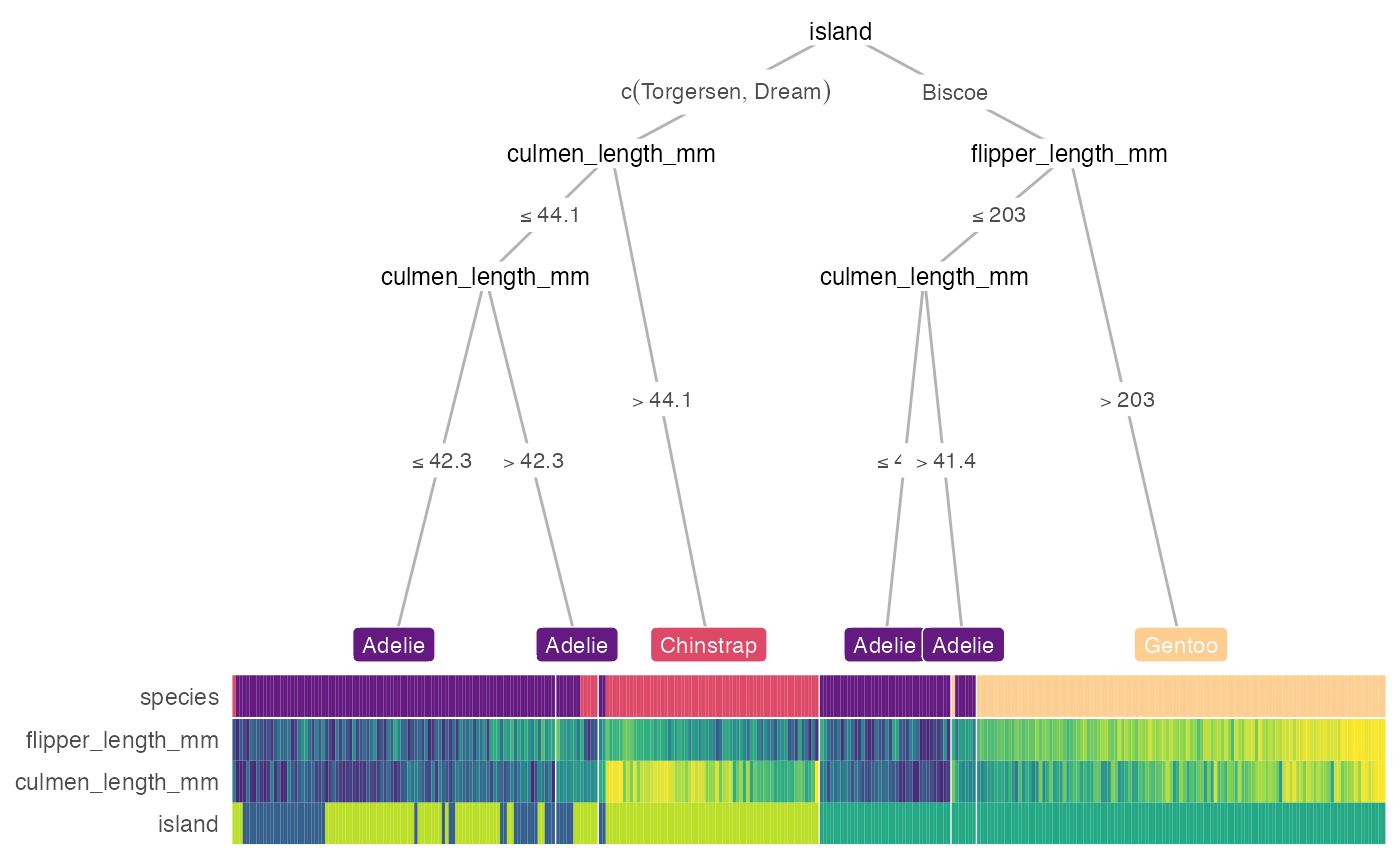 island
c(Torgersen, Dream)
Biscoe
culmen_length_mm
flipper_length_mm
≤ 44.1
≤ 203
culmen_length_mm
culmen_length_mm
> 44.1
> 203
≤ 42.3
> 42.3
≤ 4
> 41.4
Adelie
Adelie
Chinstrap
Adelie
Adelie
Gentoo
species
flipper_length_mm
culmen_length_mm
island